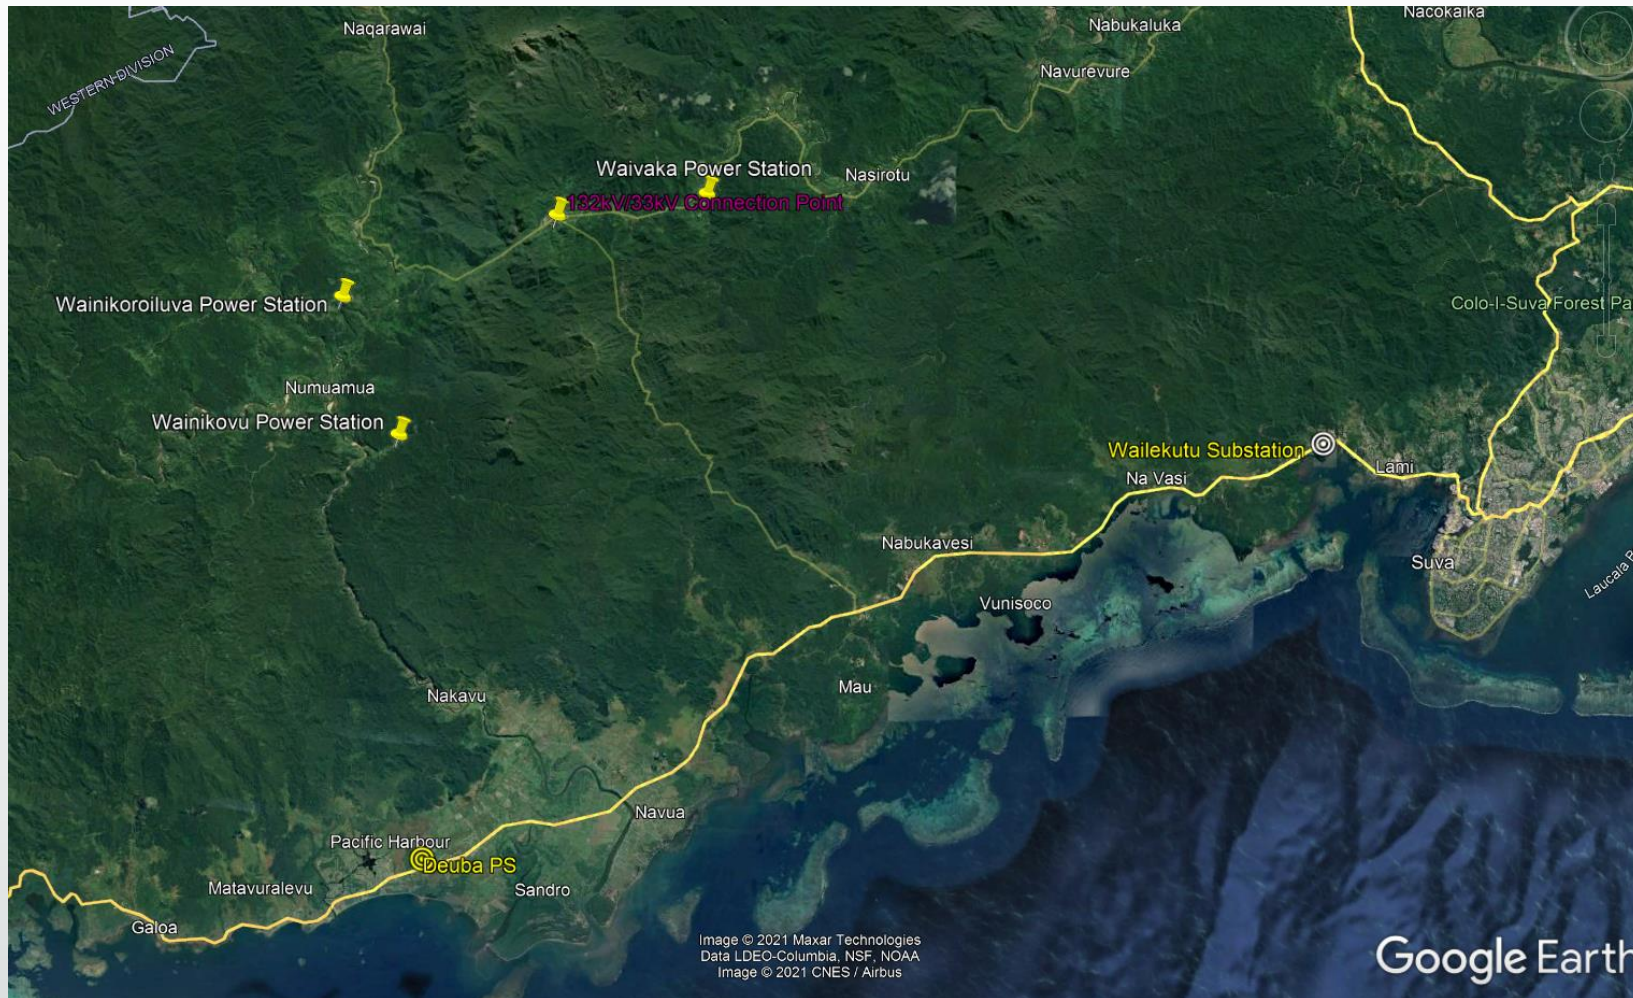 Naqarawai
Nabukaluka
Nacokaika
WESTERN DIVISION
Navurevure
Waivaka Power Station
Nasirotu
132kV/33kV Connection Point
Wainikoroiluva Power Station
Colo-I-Suva Forest Pa
Numuamua
Wainikovu Power Station
Wailekutu Substation
Lami
Na Vasi
Nabukavesi
Suva
Laucala B
Vunisoco
Mau
Nakavu
Navua
Pacific Harbour
Deuba PS
Matavuralevu
Sandro
Galoa
Image © 2021 Maxar Technologies
Data LDEO-Columbia, NSF, NOAA
Image © 2021 CNES / Airbus
Google Earth